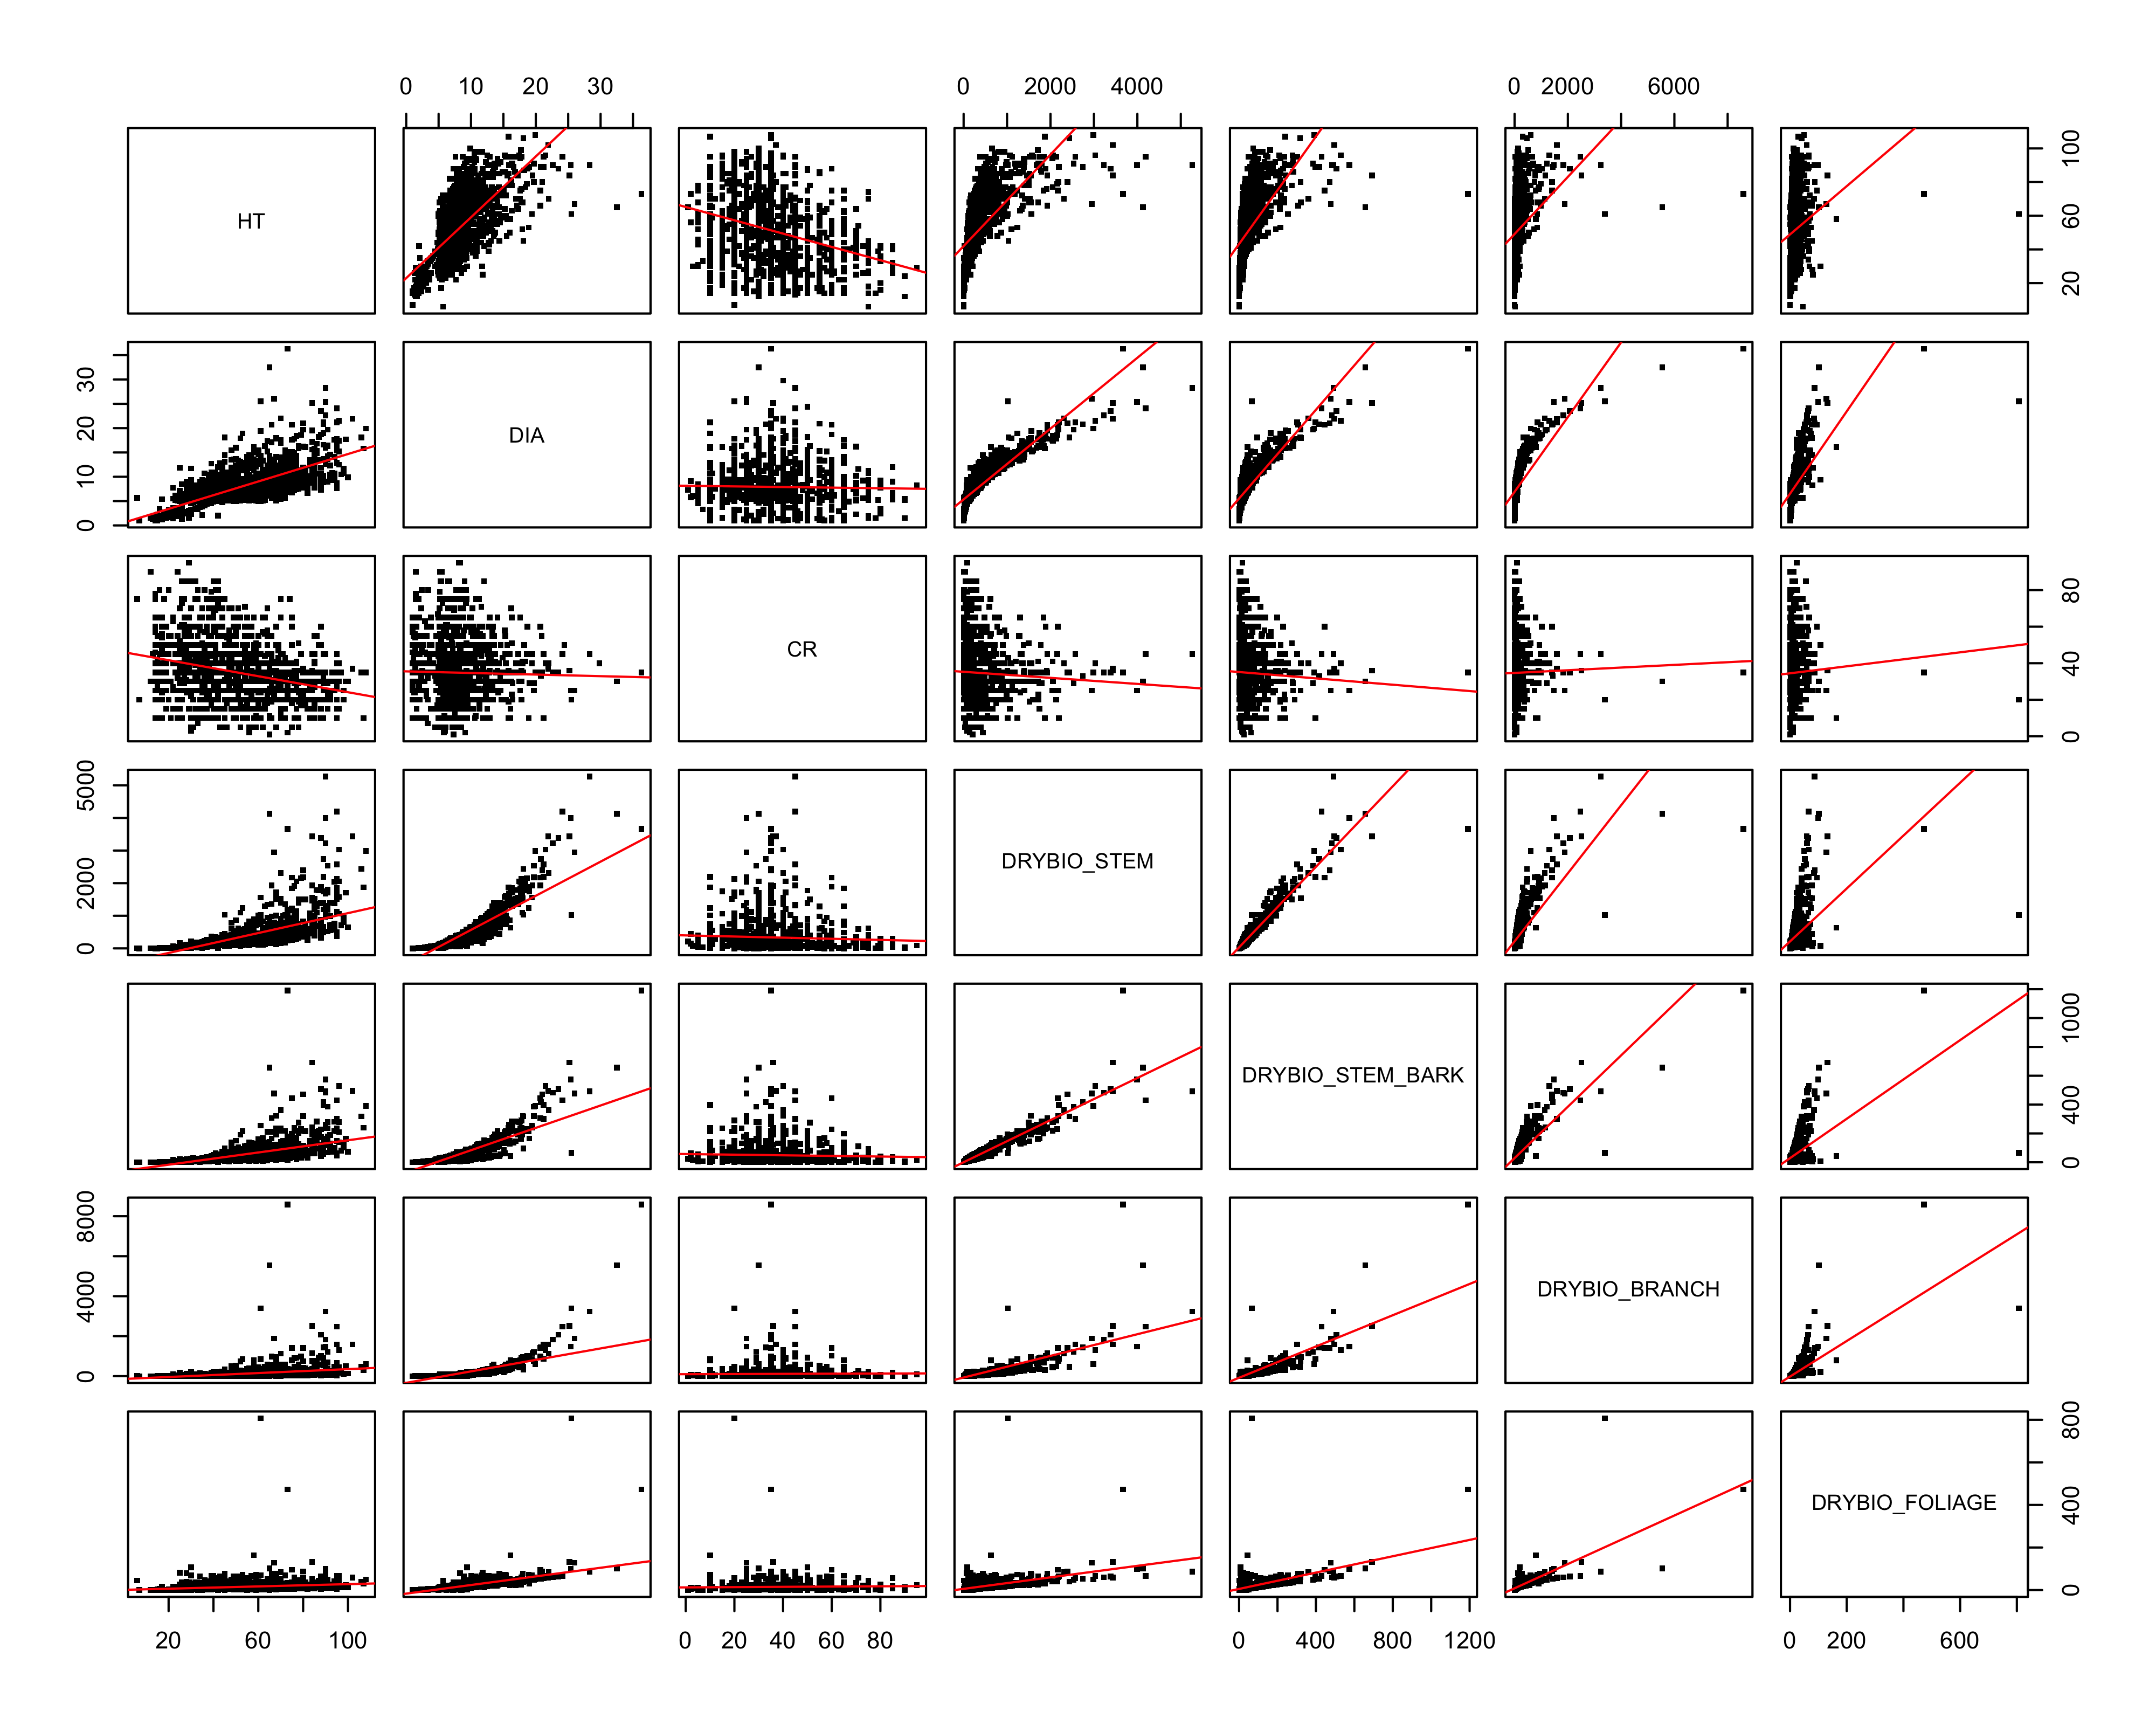 0 10 20 30 0 2000 4000 0 2000 6000
HT
20 60 100
0 10 20 30
DIA
CR
0 40 80
0 2000 5000
DRYBIO_STEM
DRYBIO_STEM_BARK
0 400 1000
0 4000 8000
DRYBIO_BRANCH
DRYBIO_FOLIAGE
0 400 800
20 60 100 0 20 40 60 80 0 400 800 1200 0 200 600